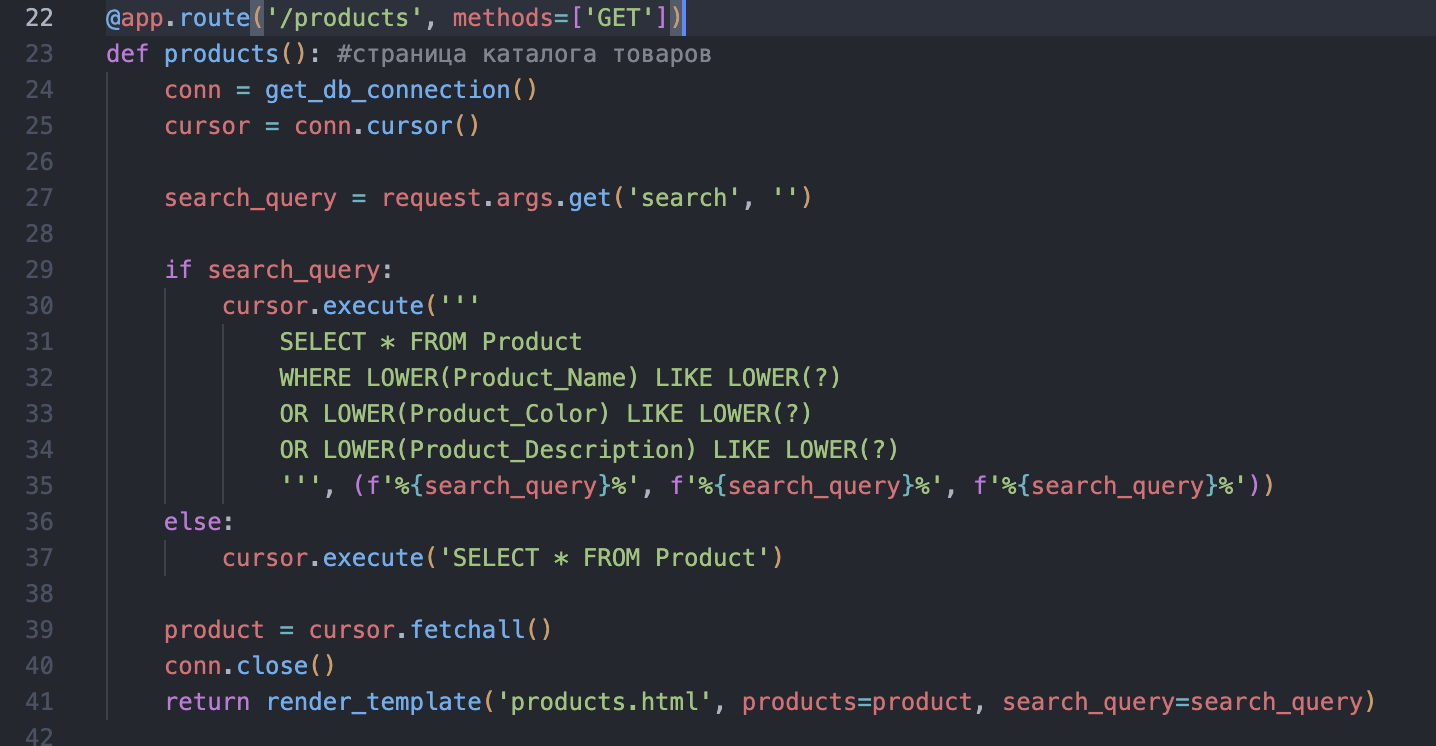 22 @app.route('/products', methods=['GET'])
23 def products(): #страница каталога товаров
24     conn = get_db_connection()
25     cursor = conn.cursor()
26
27     search_query = request.args.get('search', '')
28
29     if search_query:
30         cursor.execute('''
31             SELECT * FROM Product
32             WHERE LOWER(Product_Name) LIKE LOWER(?)
33             OR LOWER(Product_Color) LIKE LOWER(?)
34             OR LOWER(Product_Description) LIKE LOWER(?)
35             ''', (f'%{search_query}%', f'%{search_query}%', f'%{search_query}%'))
36     else:
37         cursor.execute('SELECT * FROM Product')
38
39     product = cursor.fetchall()
40     conn.close()
41     return render_template('products.html', products=product, search_query=search_query)
42